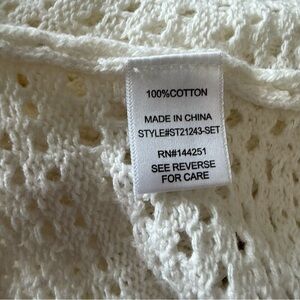 100%COTTON
MADE IN CHINA
STYLE#ST21243-SET
RN#144251
SEE REVERSE
FOR CARE